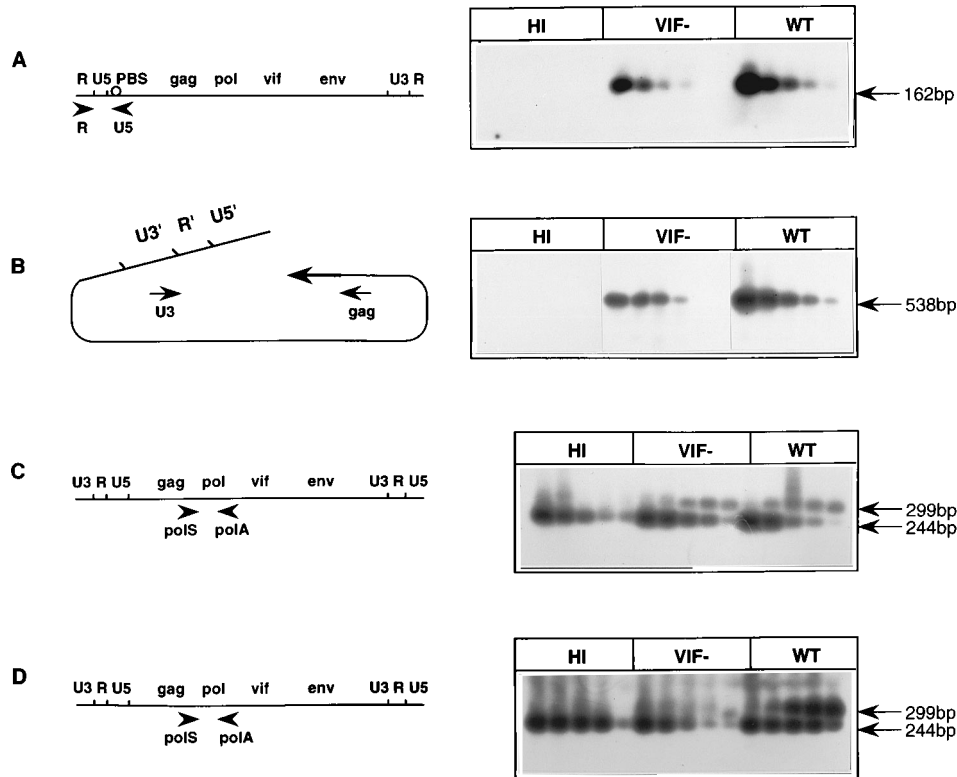 A
R U5 PBS gag pol vif env U3 R
R U5
HI VIF- WT
162bp
B
U3' R' U5'
U3 gag
HI VIF- WT
538bp
C
U3 R U5 gag pol vif env U3 R U5
polS polA
HI VIF- WT
299bp
244bp
D
U3 R U5 gag pol vif env U3 R U5
polS polA
HI VIF- WT
299bp
244bp